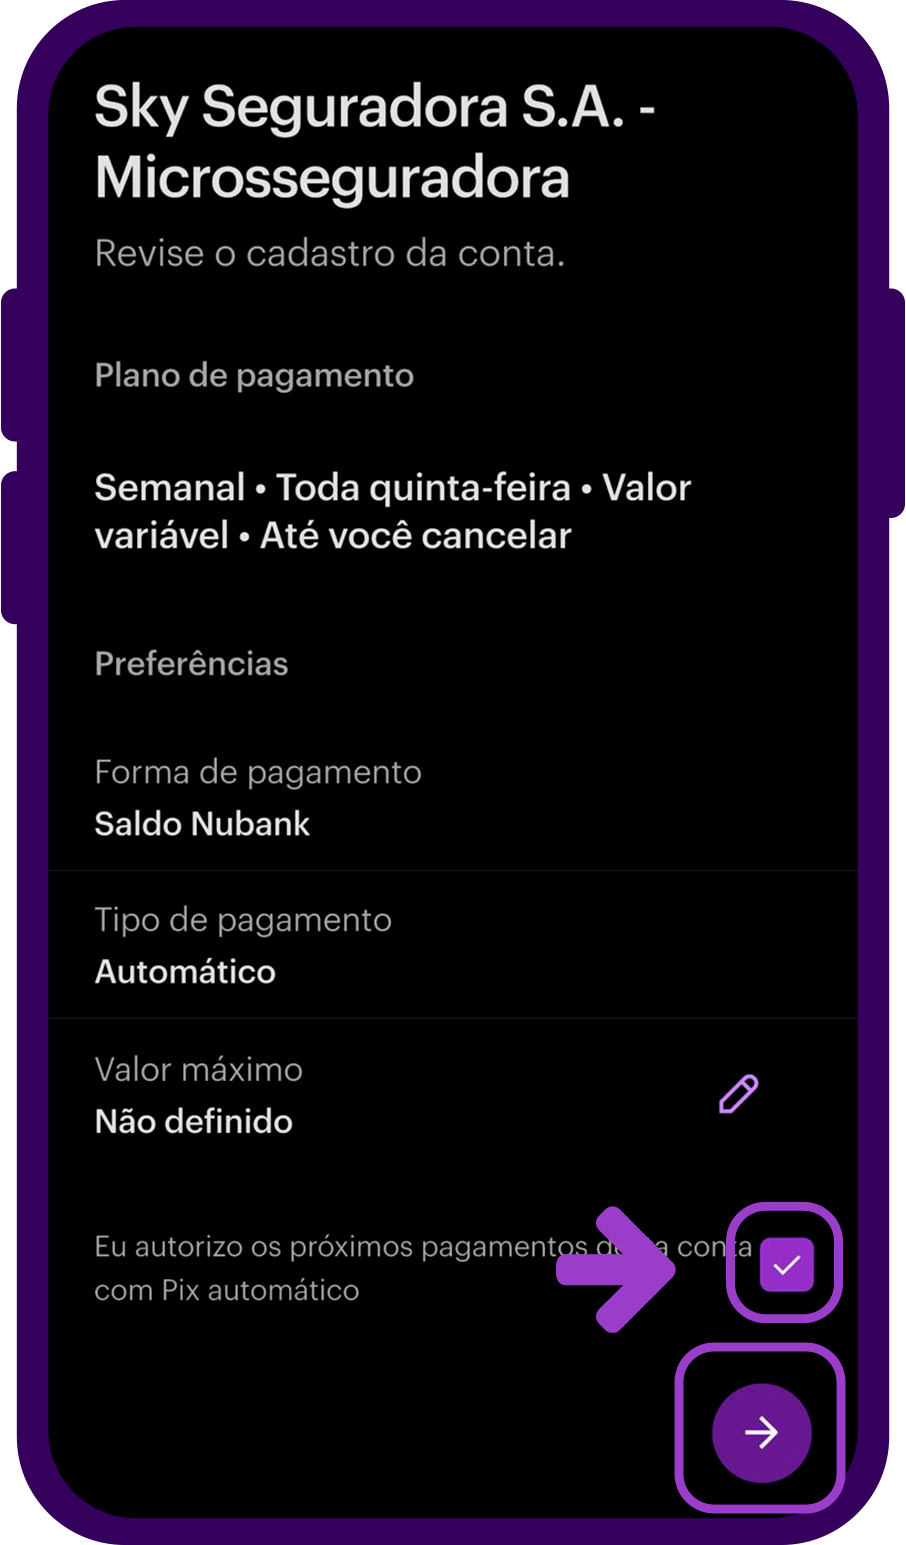 Sky Seguradora S.A. -
Microsseguradora
Revise o cadastro da conta.
Plano de pagamento
Semanal • Toda quinta-feira • Valor
variável • Até você cancelar
Preferências
Forma de pagamento
Saldo Nubank
Tipo de pagamento
Automático
Valor máximo
Não definido
Eu autorizo os próximos pagamentos conta
com Pix automático